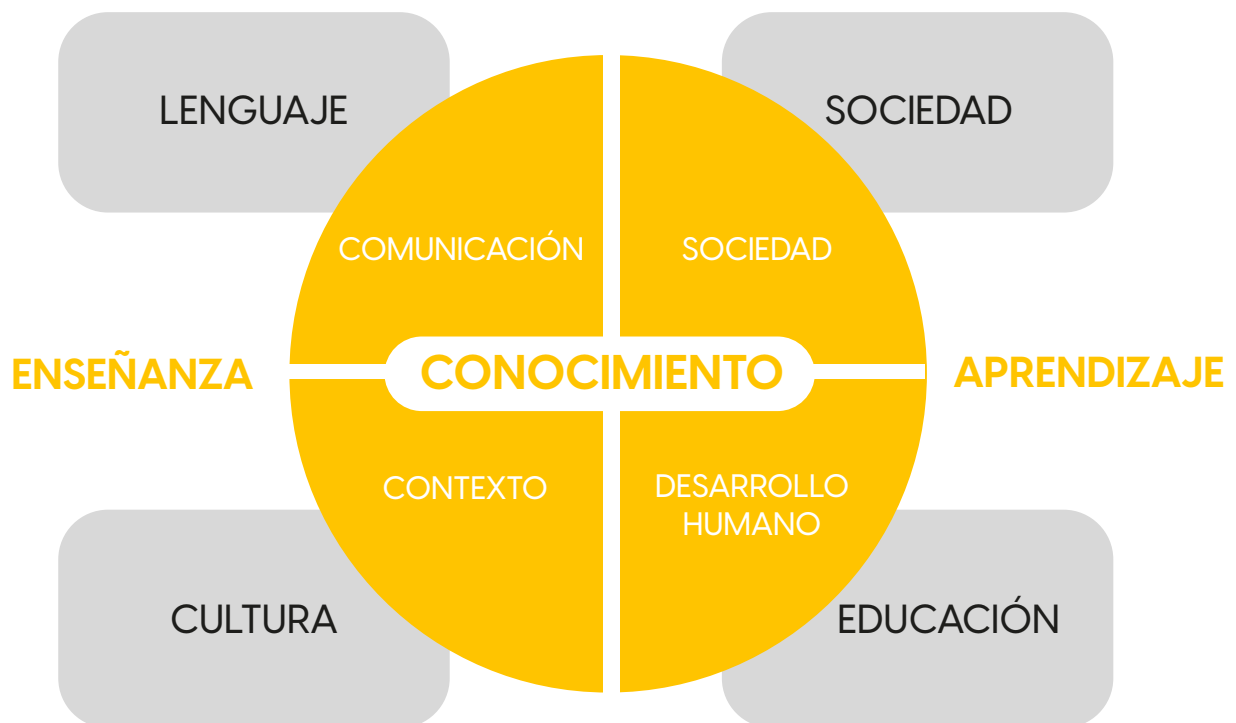 LENGUAJE
SOCIEDAD
COMUNICACIÓN
SOCIEDAD
ENSEÑANZA
CONOCIMIENTO
APRENDIZAJE
CONTEXTO
DESARROLLO
HUMANO
CULTURA
EDUCACIÓN